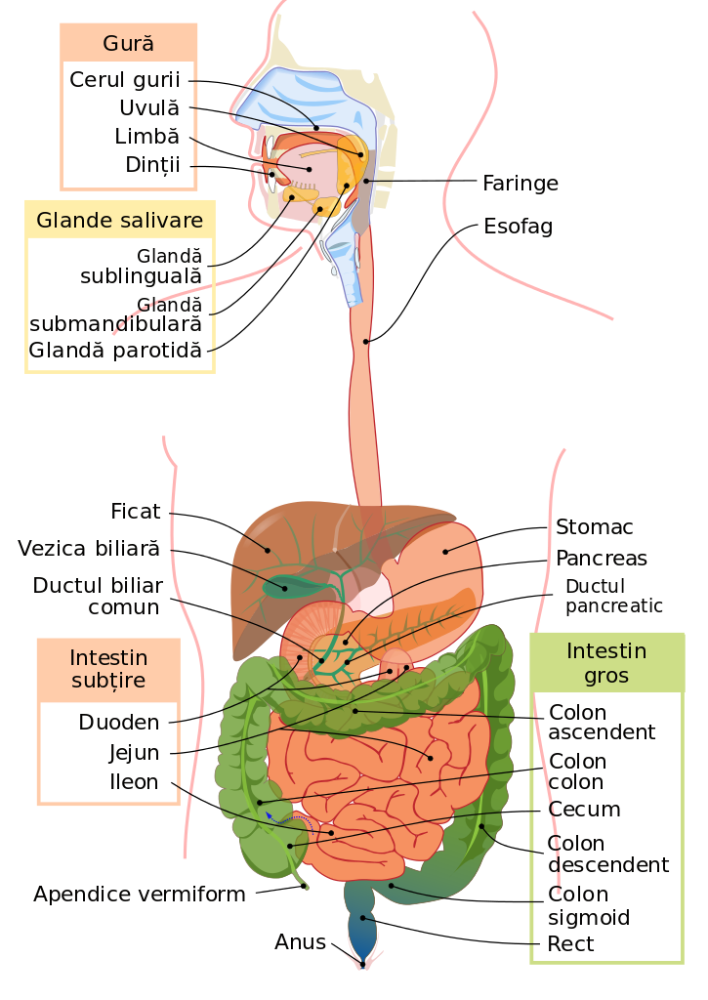 Gură
Cerul gurii
Uvulă
Limbă
Dinții
Glande salivare
Glandă
sublinguală
Glandă
submandibulară
Glandă parotidă
Faringe
Esofag
Ficat
Vezica biliară
Ductul biliar
comun
Stomac
Pancreas
Ductul
pancreatic
Intestin
subțire
Duoden
Jejun
Ileon
Intestin
gros
Colon
ascendent
Colon
colon
Cecum
Colon
descendent
Colon
sigmoid
Rect
Apendice vermiform
Anus